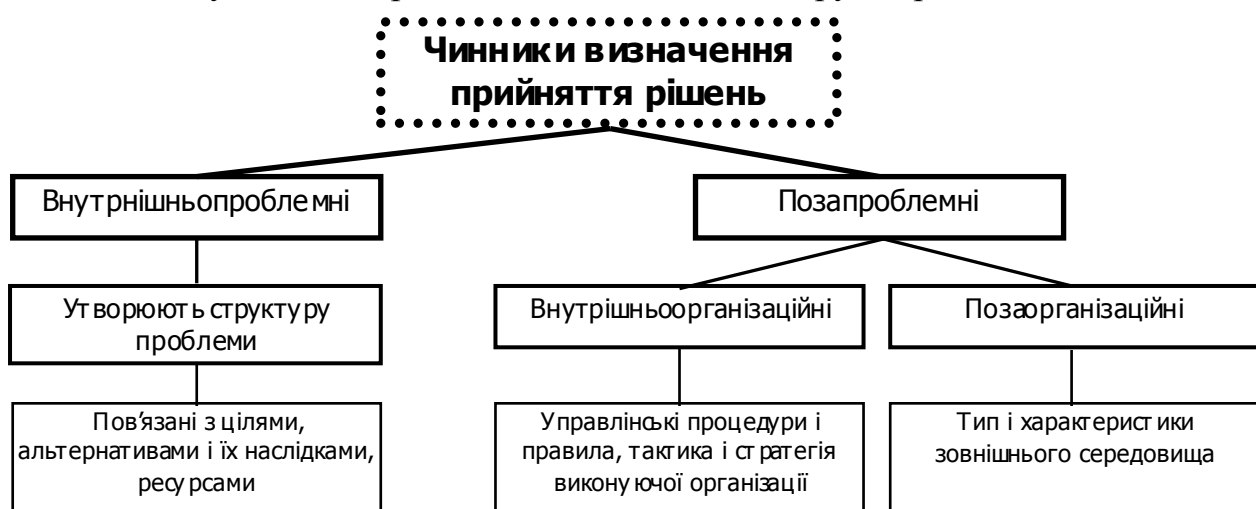 Чинники визначення
прийняття рішень
Внутрнішньопроблемні
Позапроблемні
Утворюють структуру
проблеми
Внутрішньоорганізаційні
Позаорганізаційні
Пов’язані з цілями,
альтернативами і їх наслідками,
ресурсами
Управлінські процедури і
правила, тактика і стратегія
виконуючої організації
Тип і характеристики
зовнішнього середовища